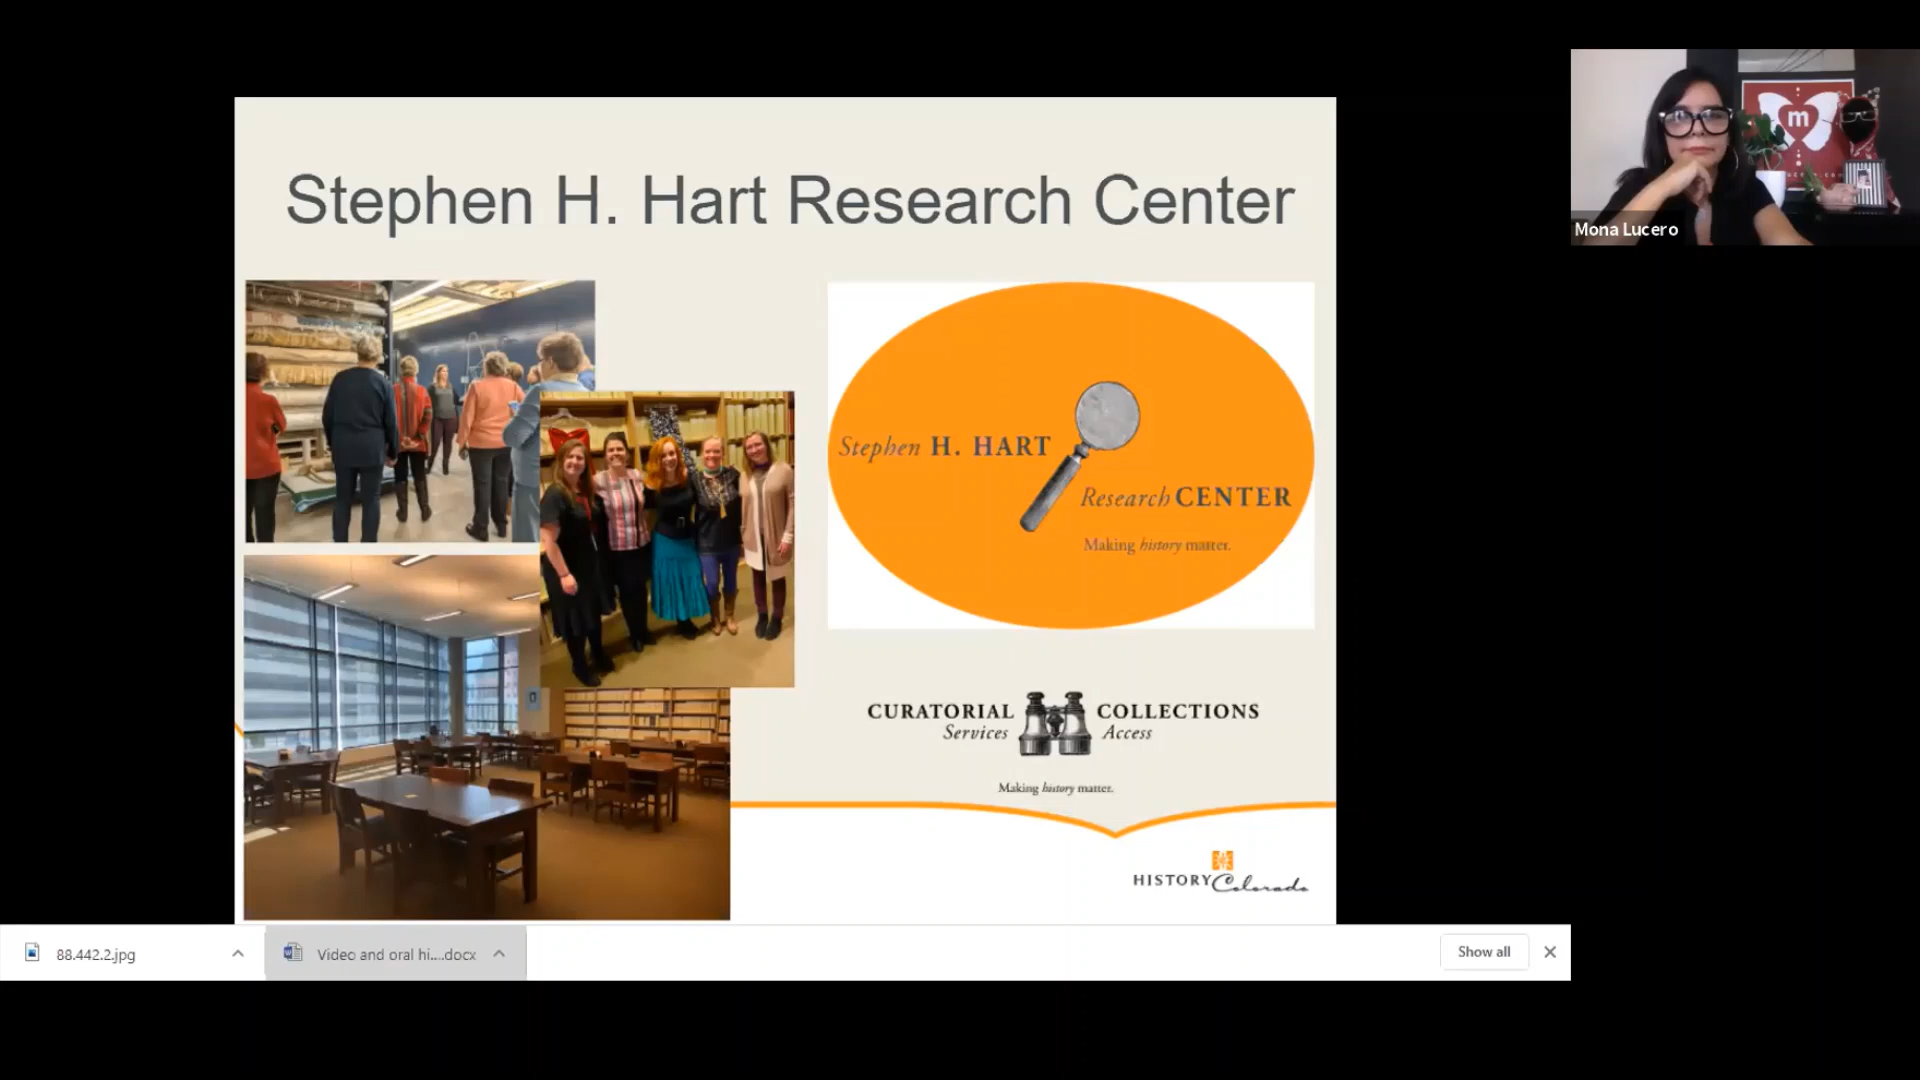 Stephen H. Hart Research Center
Stephen H. HART
Research CENTER
Making history matter.
CURATORIAL COLLECTIONS
Services Access
Making history matter.
HISTORY Colorado
88.442.2.jpg
Video and oral hi....docx
Show all
m
Mona Lucero